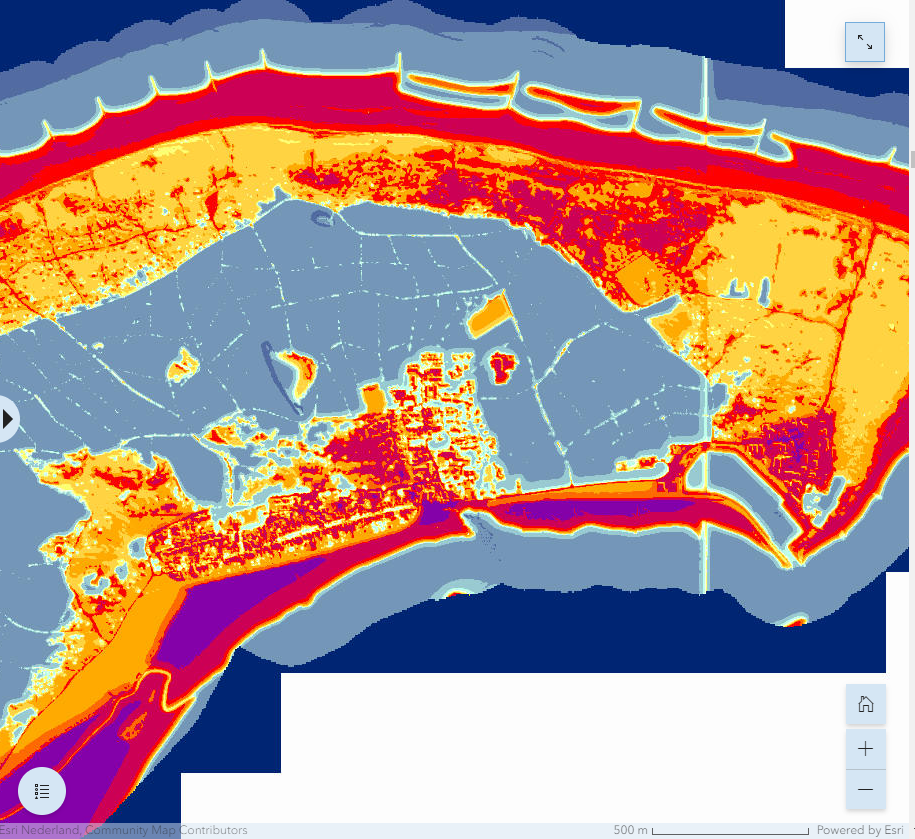 Esri Nederland, Community Map Contributors
500 m
Powered by Esri